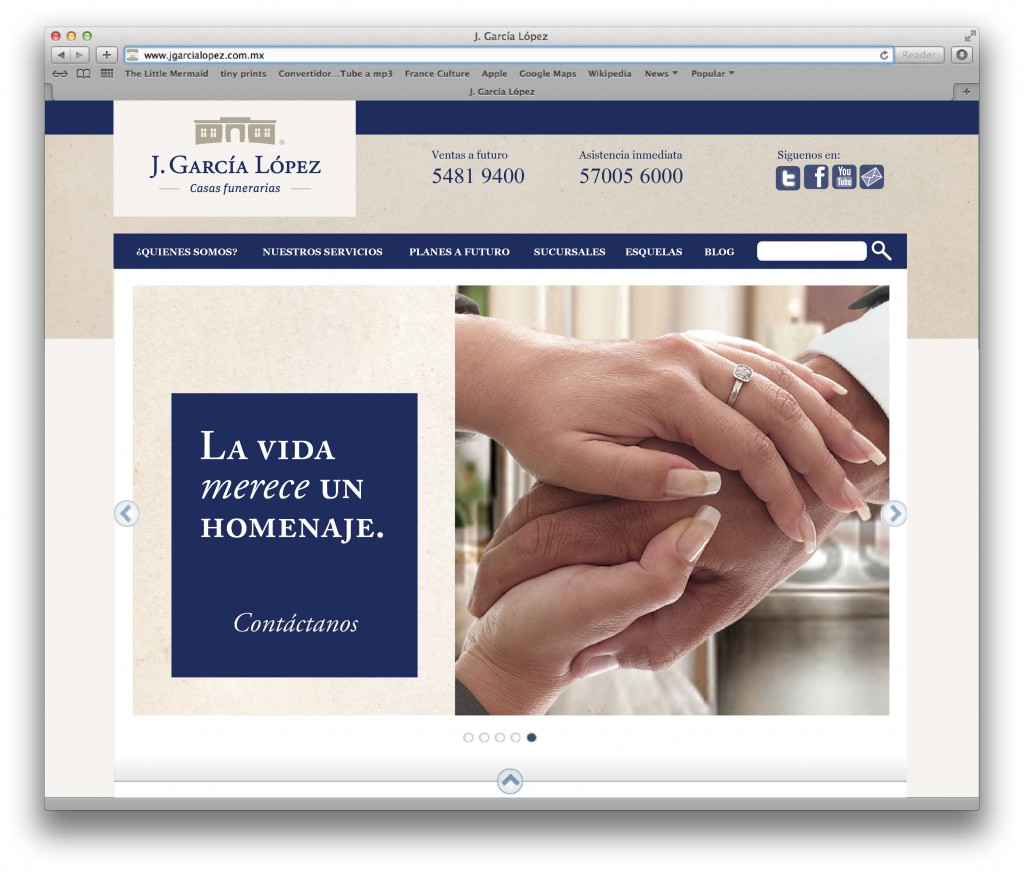 J. García López
www.jgarcialopez.com.mx
Reader
The Little Mermaid tiny prints Convertidor...Tube a mp3 France Culture Apple Google Maps Wikipedia News Popular
J. García López
J. García López
Casas funerarias
Ventas a futuro
5481 9400
Asistencia inmediata
57005 6000
Siguenos en:
You
Tube
¿QUIENES SOMOS? NUESTROS SERVICIOS PLANES A FUTURO SUCURSALES ESQUELAS BLOG
La vida
merece un
homenaje.
Contáctanos